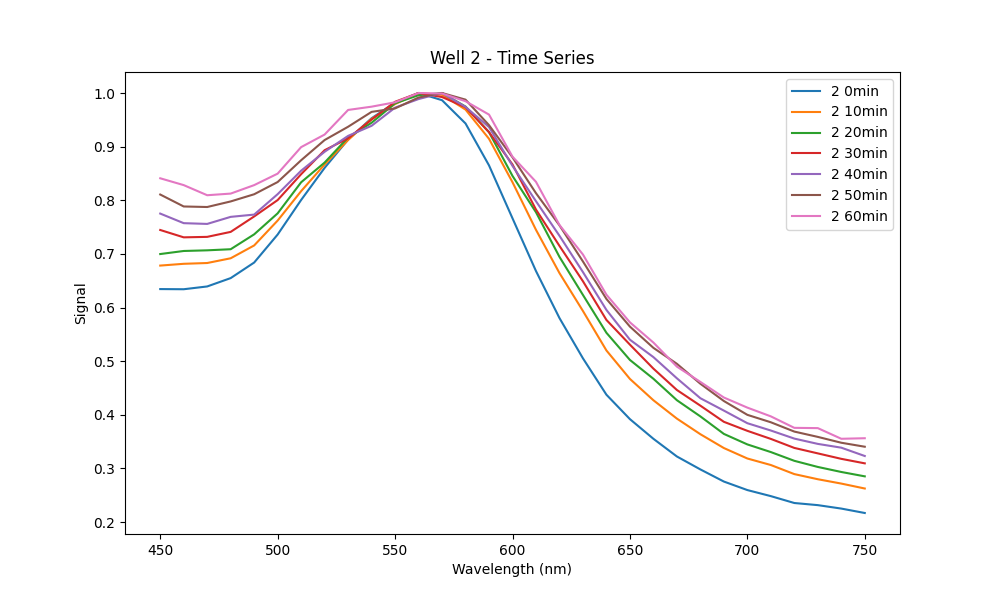 Well 2 - Time Series
1.0
0.9
0.8
0.7
0.6
0.5
0.4
0.3
0.2
Signal
450
500
550
600
650
700
750
Wavelength (nm)
2 0min
2 10min
2 20min
2 30min
2 40min
2 50min
2 60min